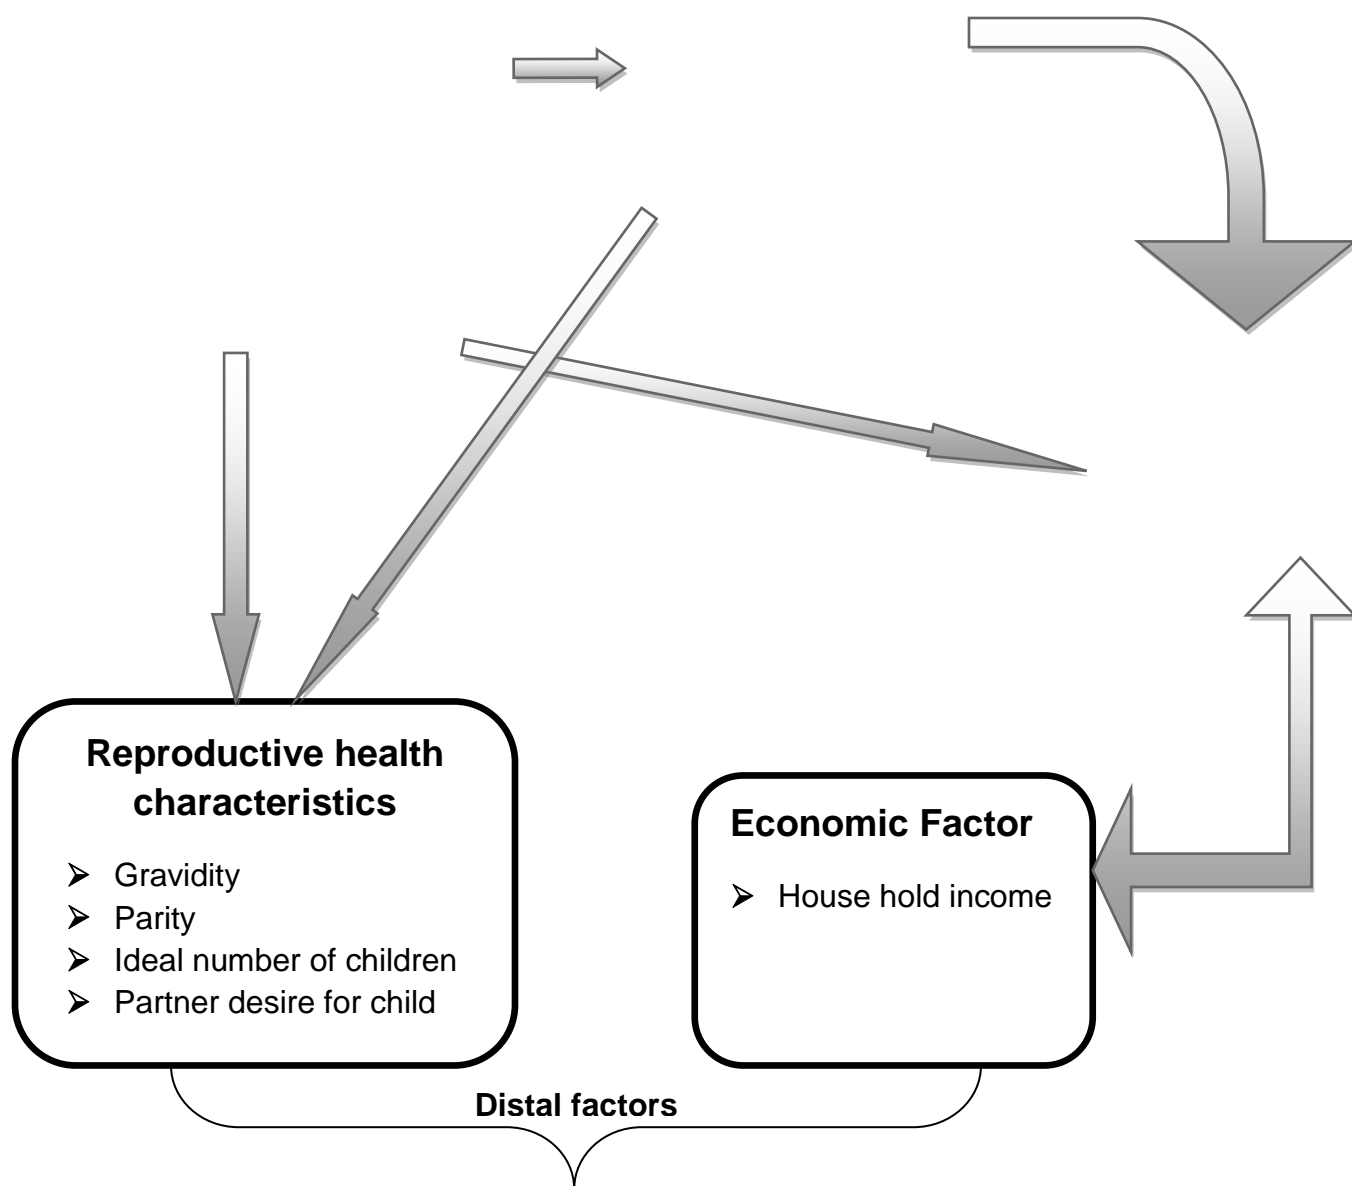 Reproductive health
characteristics
➢ Gravidity
➢ Parity
➢ Ideal number of children
➢ Partner desire for child
Economic Factor
➢ House hold income
Distal factors